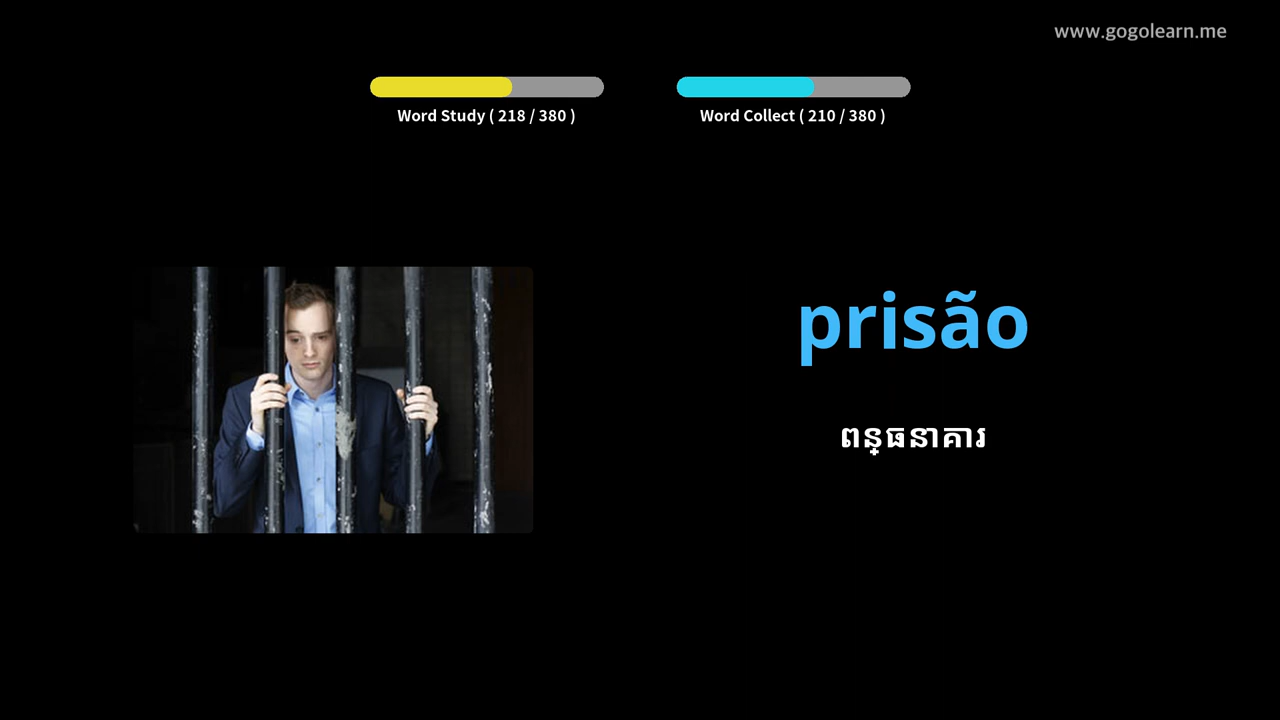 www.gogolearn.me
Word Study ( 218 / 380 )
Word Collect ( 210 / 380 )
prisão
ពន្ធនាគារ